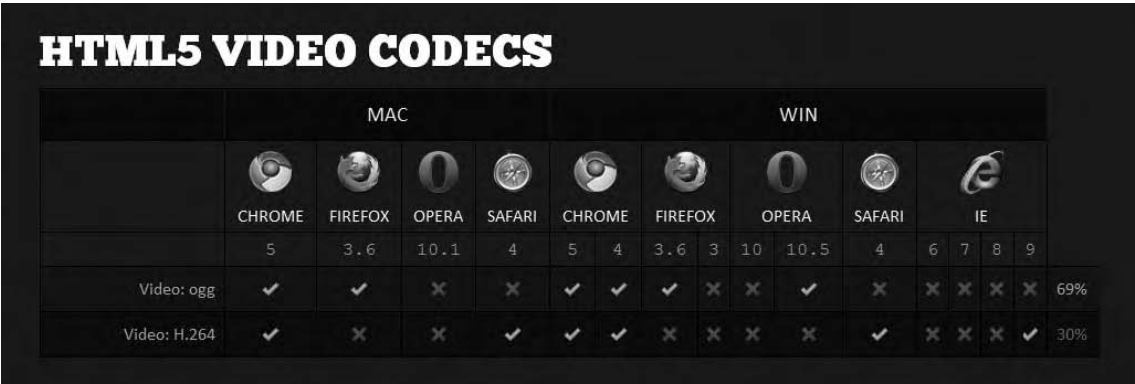 HTML5 VIDEO CODECS
MAC WIN
CHROME FIREFOX OPERA SAFARI CHROME FIREFOX OPERA SAFARI IE
5 3.6 10.1 4 5 4 3.6 3 10 10.5 4 6 7 8 9
Video: ogg ✔ ✔ ✖ ✖ ✔ ✔ ✔ ✖ ✖ ✔ ✖ ✖ ✖ ✖ ✖ 69%
Video: H.264 ✔ ✖ ✖ ✔ ✔ ✔ ✖ ✖ ✖ ✖ ✔ ✖ ✖ ✖ ✔ 30%